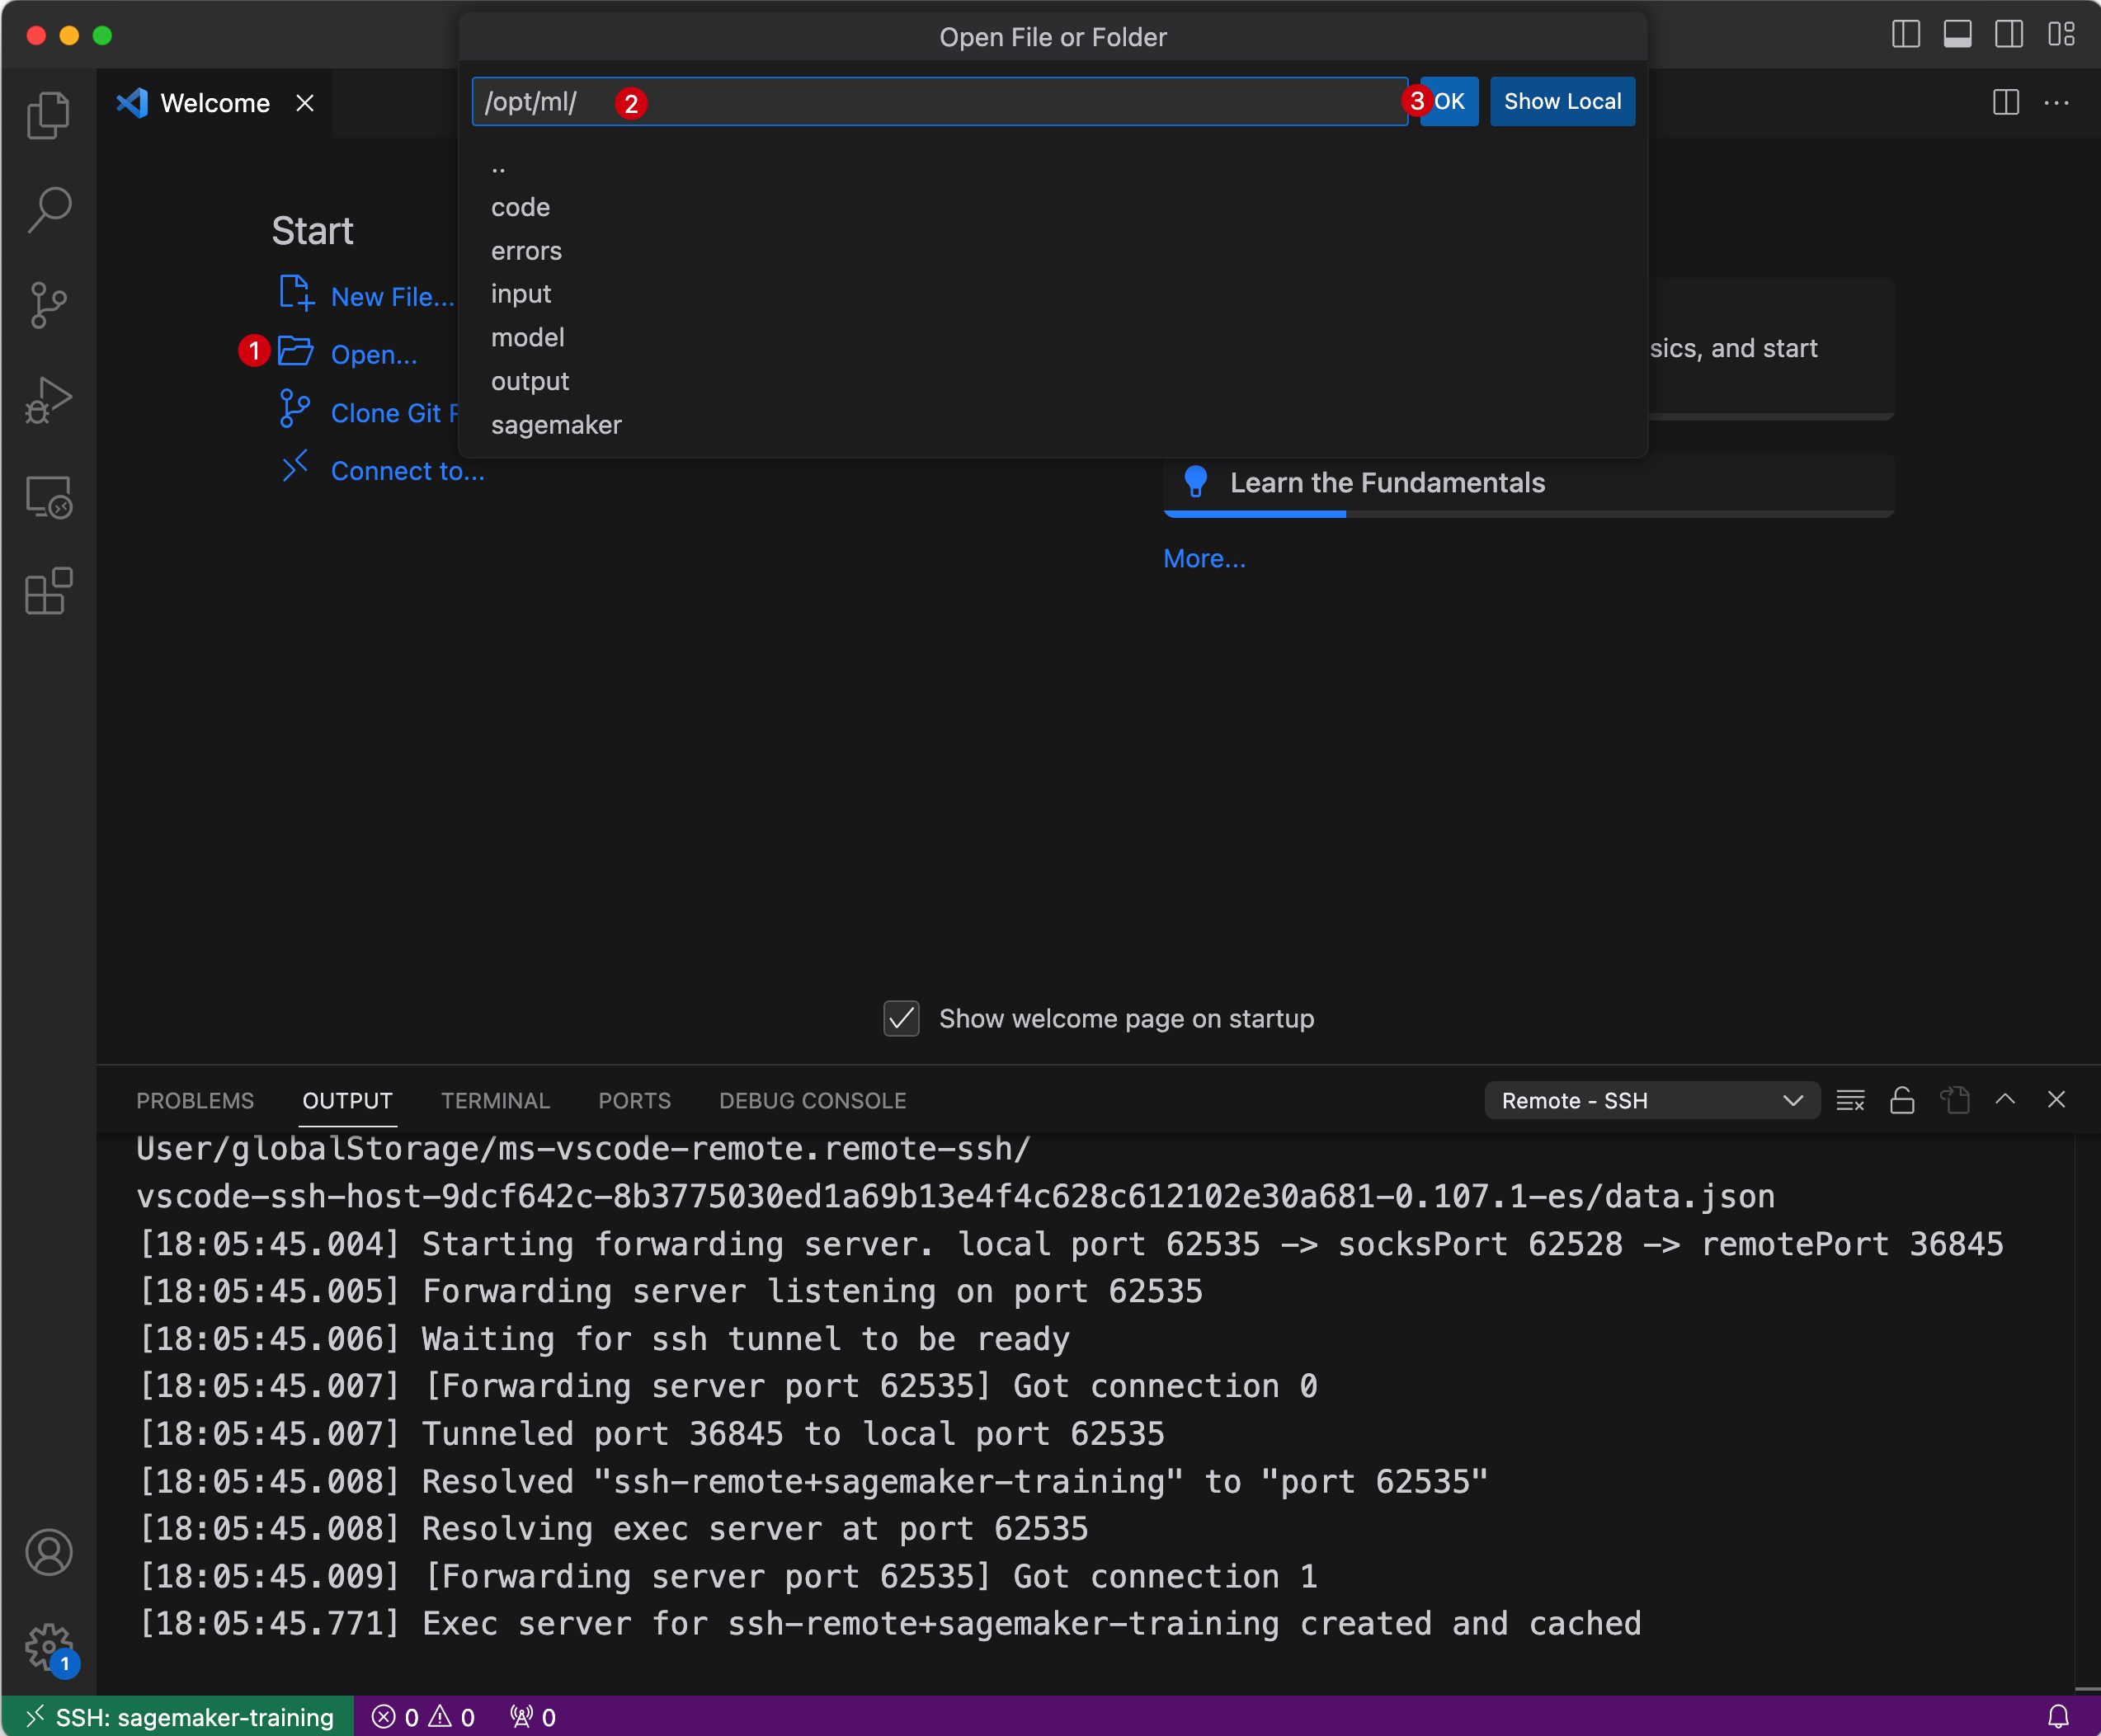 Open File or Folder
Welcome
/opt/ml/ 2
3 OK
Show Local
..
code
errors
input
model
output
sagemaker
Start
New File...
1 Open...
Clone Git
Connect to...
sics, and start
Learn the Fundamentals
More...
Show welcome page on startup
PROBLEMS OUTPUT TERMINAL PORTS DEBUG CONSOLE
Remote - SSH
User/globalStorage/ms-vscode-remote.remote-ssh/
vscode-ssh-host-9dcf642c-8b3775030ed1a69b13e4f4c628c612102e30a681-0.107.1-es/data.json
[18:05:45.004] Starting forwarding server. local port 62535 -> socksPort 62528 -> remotePort 36845
[18:05:45.005] Forwarding server listening on port 62535
[18:05:45.006] Waiting for ssh tunnel to be ready
[18:05:45.007] [Forwarding server port 62535] Got connection 0
[18:05:45.007] Tunneled port 36845 to local port 62535
[18:05:45.008] Resolved "ssh-remote+sagemaker-training" to "port 62535"
[18:05:45.008] Resolving exec server at port 62535
[18:05:45.009] [Forwarding server port 62535] Got connection 1
[18:05:45.771] Exec server for ssh-remote+sagemaker-training created and cached
1
SSH: sagemaker-training 0 0 0